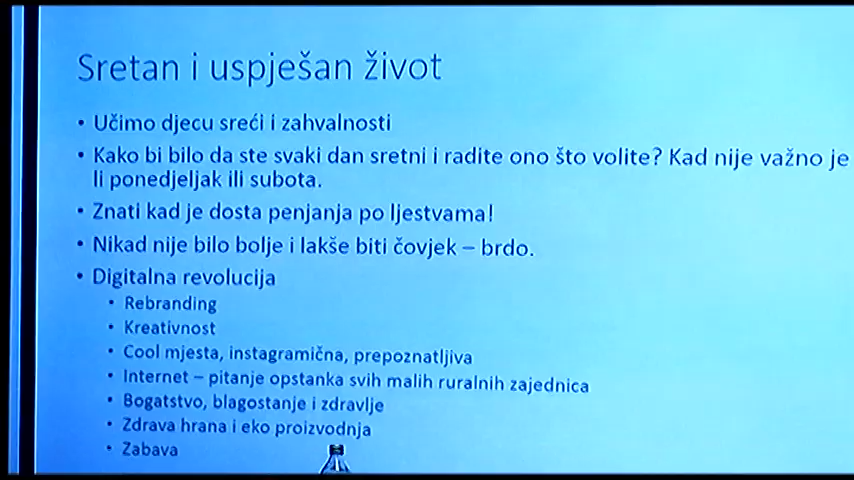 Sretan i uspješan život
• Učimo djecu sreći i zahvalnosti
• Kako bi bilo da ste svaki dan sretni i radite ono što volite? Kad nije važno je
li ponedjeljak ili subota.
• Znati kad je dosta penjanja po ljestvama!
• Nikad nije bilo bolje i lakše biti čovjek – brdo.
• Digitalna revolucija
• Rebranding
• Kreativnost
• Cool mjesta, instagramična, prepoznatljiva
• Internet – pitanje opstanka svih malih ruralnih zajednica
• Bogatstvo, blagostanje i zdravlje
• Zdrava hrana i eko proizvodnja
• Zabava